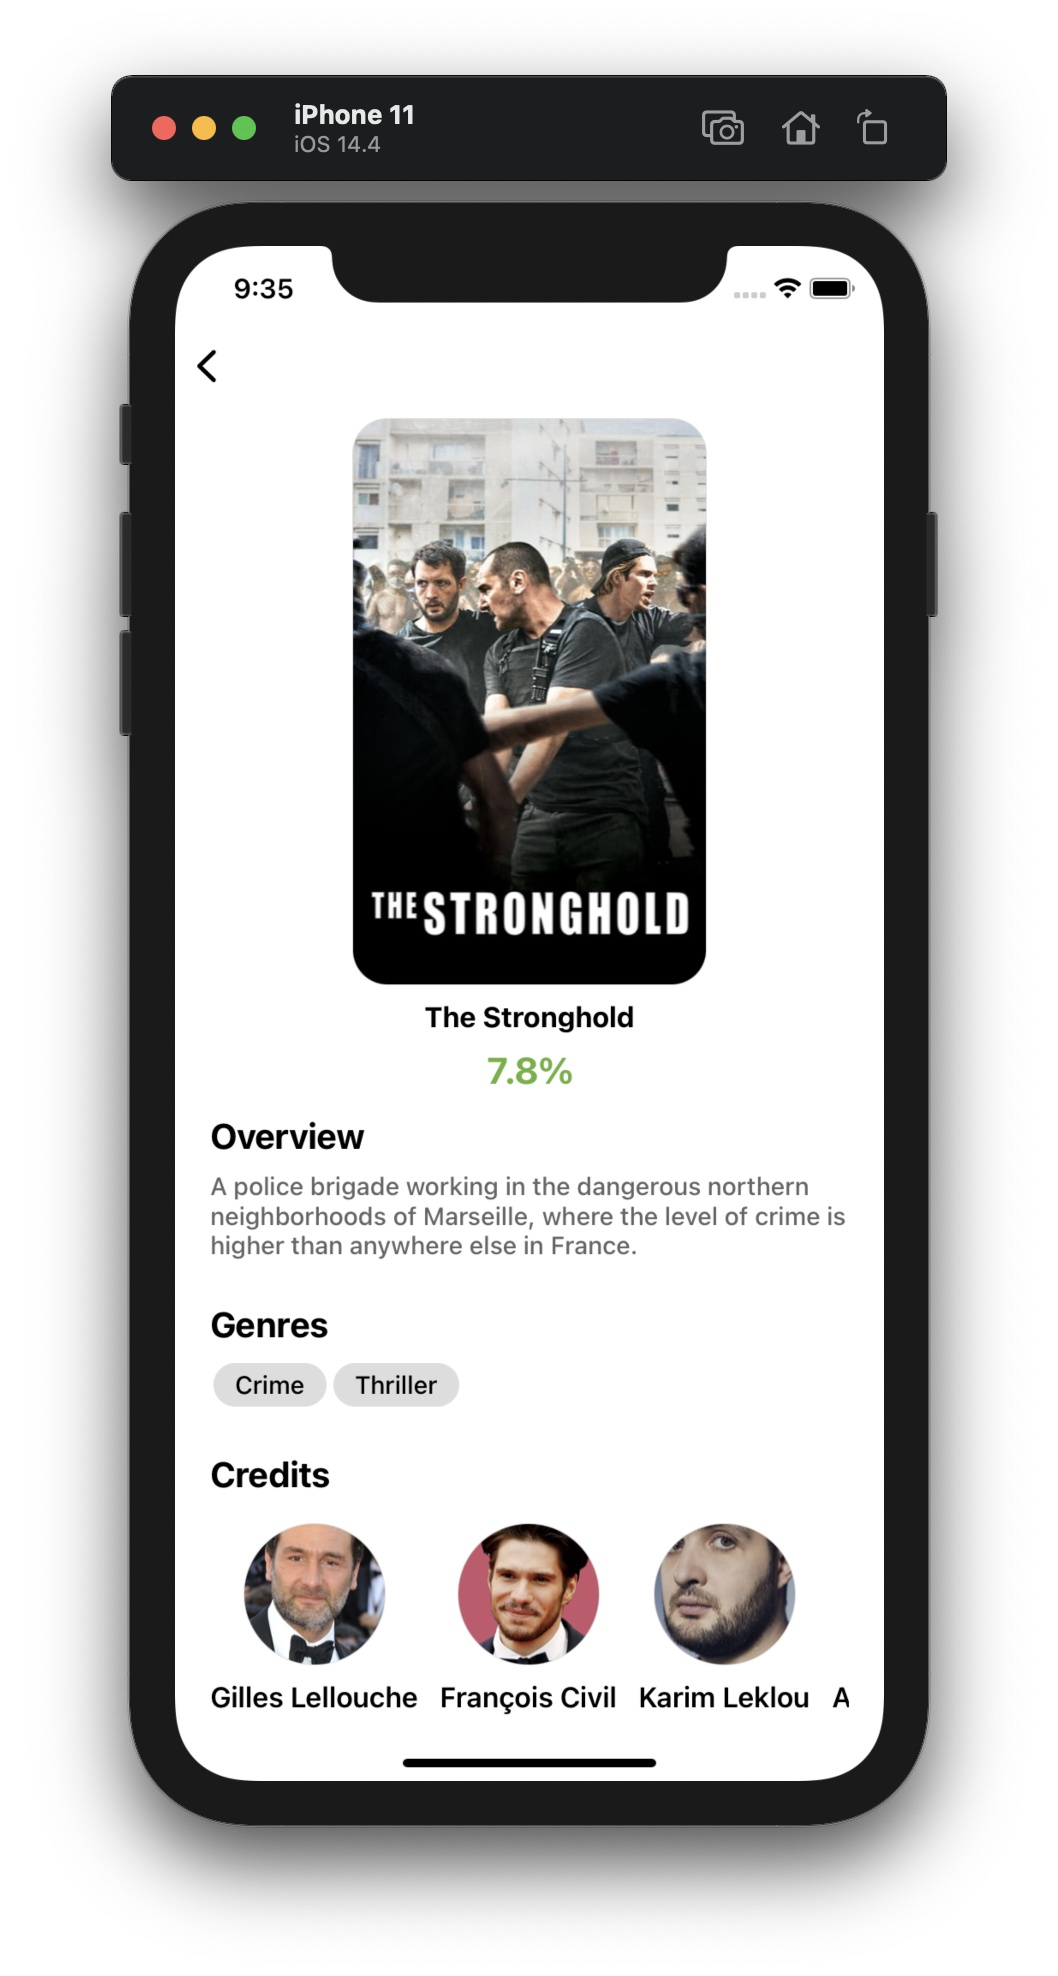 iPhone 11
iOS 14.4
9:35
THE STRONGHOLD
The Stronghold
7.8%
Overview
A police brigade working in the dangerous northern
neighborhoods of Marseille, where the level of crime is
higher than anywhere else in France.
Genres
Crime Thriller
Credits
Gilles Lellouche François Civil Karim Leklou A